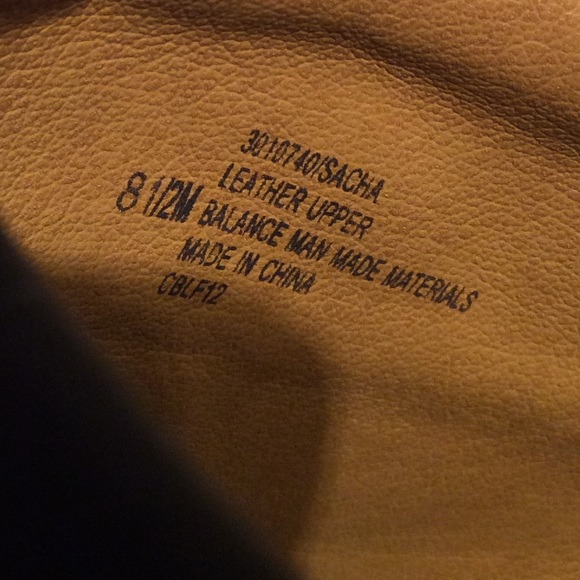 3010740/SACHA
LEATHER UPPER
8 1/2M BALANCE MAN MADE MATERIALS
MADE IN CHINA
CBLF12